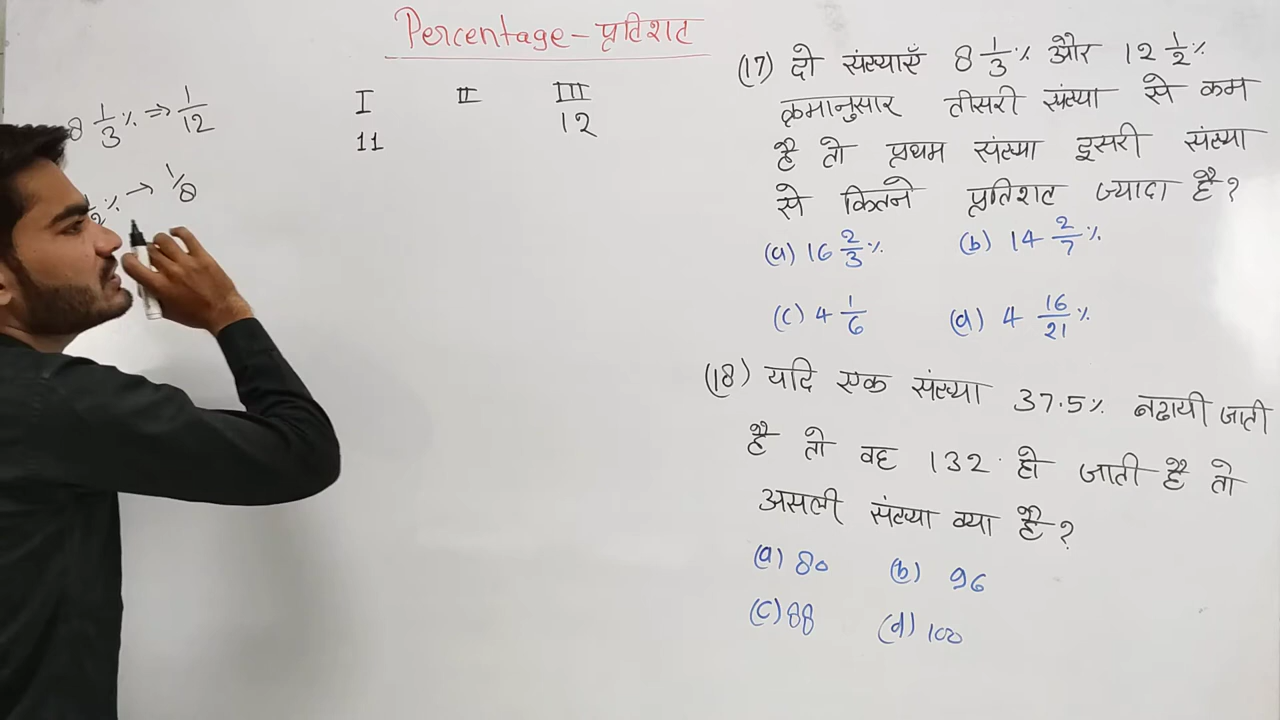 Percentage - प्रतिशत
8 1/3 % ⇒ 1/12
1/2 % → 1/8
I II III
11 12
(17) दो संख्याएँ 8 1/3 % और 12 1/2 %
क्रमानुसार तीसरी संख्या से कम
है तो प्रथम संख्या दूसरी संख्या
से कितने प्रतिशत ज्यादा है?
(a) 16 2/3 % (b) 14 2/7 %
(c) 4 1/6 (d) 4 16/21 %
(18) यदि एक संख्या 37.5% बढायी जाती
है तो वह 132 हो जाती है तो
असली संख्या क्या है?
(a) 80 (b) 96
(c) 88 (d) 100